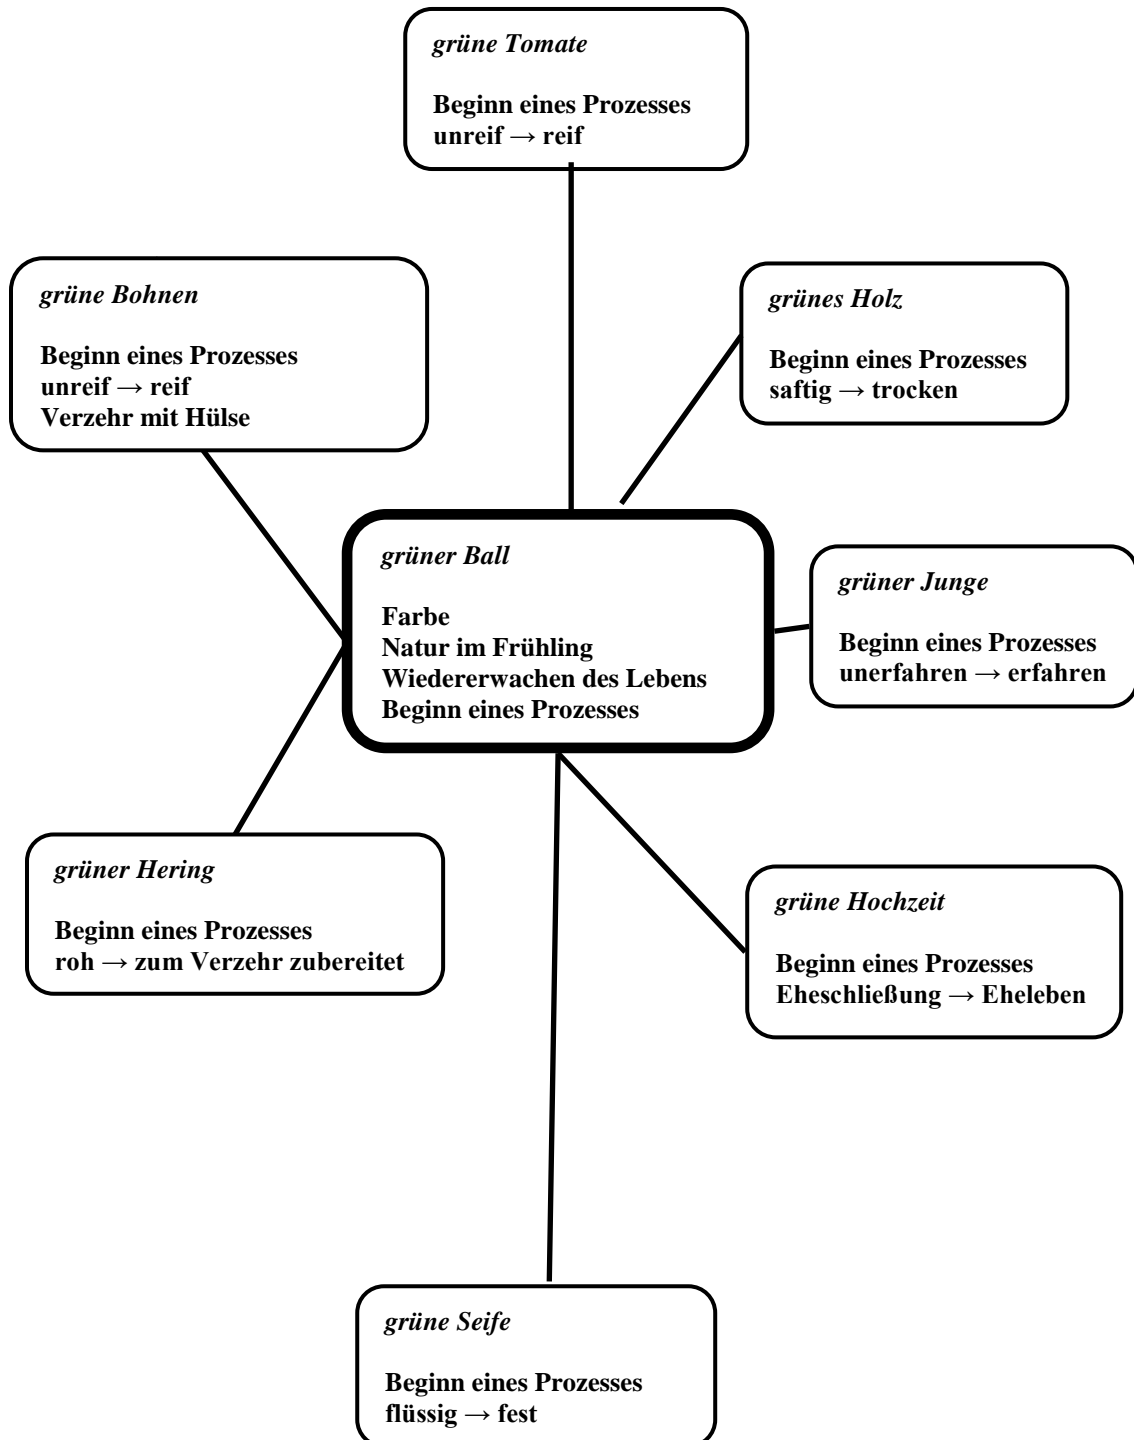 grüne Tomate
Beginn eines Prozesses
unreif → reif
grüne Bohnen
Beginn eines Prozesses
unreif → reif
Verzehr mit Hülse
grünes Holz
Beginn eines Prozesses
saftig → trocken
grüner Ball
Farbe
Natur im Frühling
Wiedererwachen des Lebens
Beginn eines Prozesses
grüner Junge
Beginn eines Prozesses
unerfahren → erfahren
grüner Hering
Beginn eines Prozesses
roh → zum Verzehr zubereitet
grüne Hochzeit
Beginn eines Prozesses
Eheschließung → Eheleben
grüne Seife
Beginn eines Prozesses
flüssig → fest